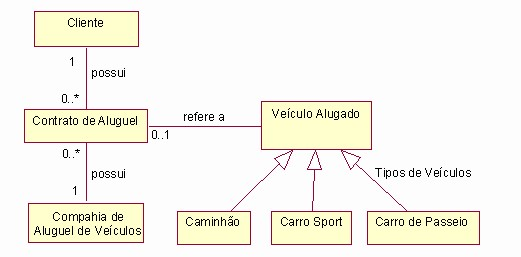 Cliente
1
possui
0..*
Contrato de Aluguel
refere a
0..1
Veículo Alugado
0..*
possui
1
Tipos de Veículos
Compahia de
Aluguel de Veículos
Caminhão
Carro Sport
Carro de Passeio